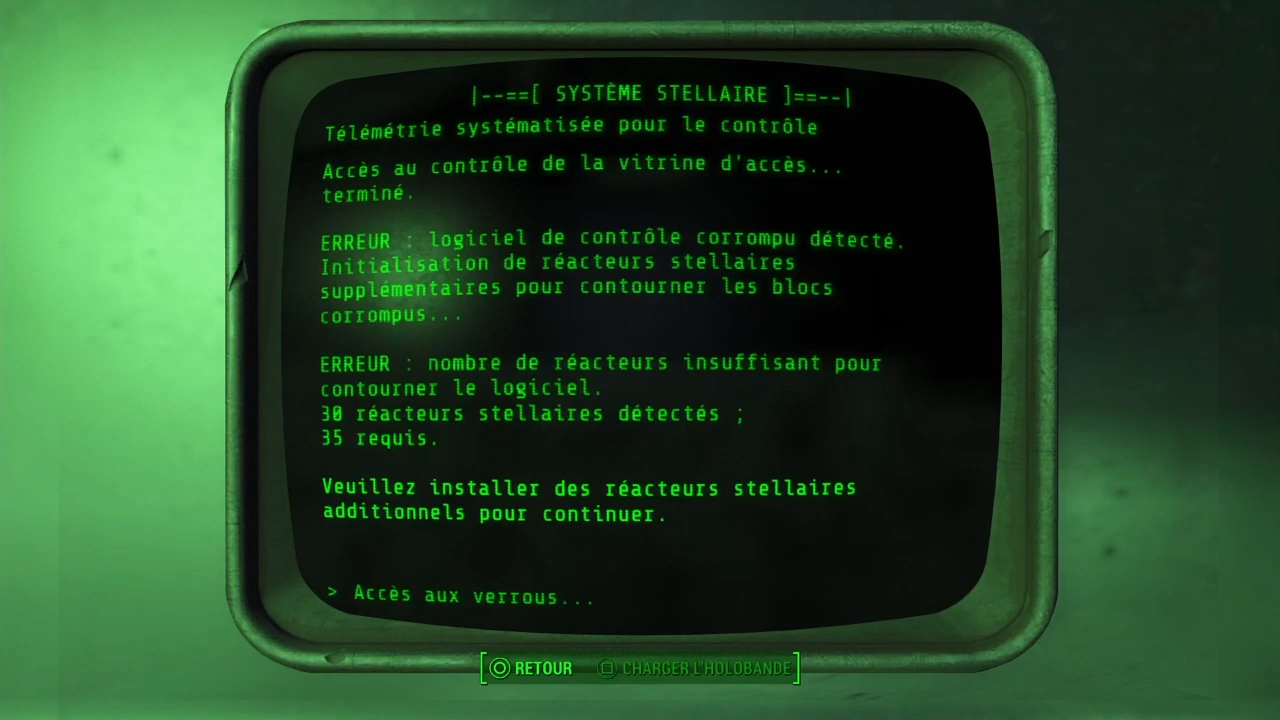 |--==[ SYSTÈME STELLAIRE ]==--|
Télémétrie systématisée pour le contrôle
Accès au contrôle de la vitrine d'accès...
terminé.
ERREUR : logiciel de contrôle corrompu détecté.
Initialisation de réacteurs stellaires
supplémentaires pour contourner les blocs
corrompus...
ERREUR : nombre de réacteurs insuffisant pour
contourner le logiciel.
30 réacteurs stellaires détectés ;
35 requis.
Veuillez installer des réacteurs stellaires
additionnels pour continuer.
> Accès aux verrous...
RETOUR CHARGER L'HOLOBANDE